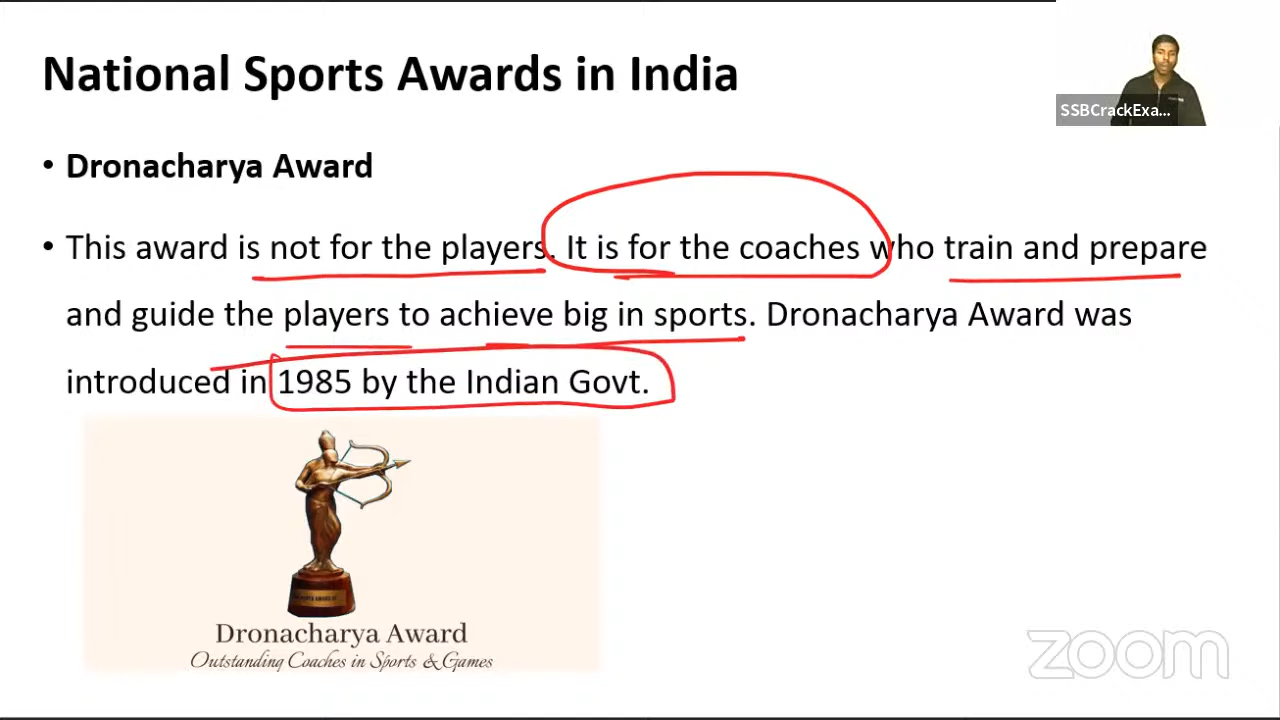 National Sports Awards in India
SSBCrackExa...
• Dronacharya Award
• This award is not for the players. It is for the coaches who train and prepare
and guide the players to achieve big in sports. Dronacharya Award was
introduced in 1985 by the Indian Govt.
Dronacharya Award
Outstanding Coaches in Sports & Games
zoom